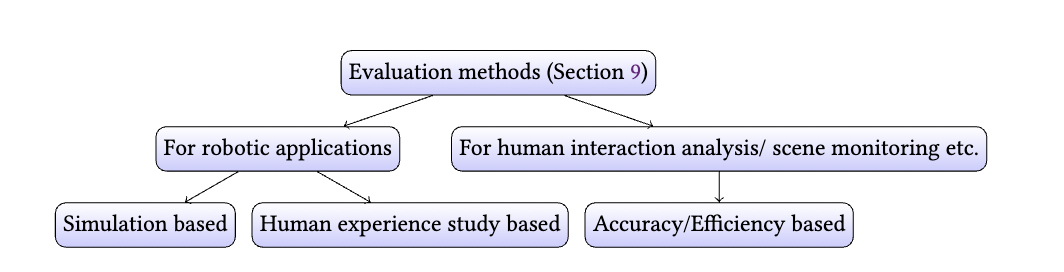 Evaluation methods (Section 9)
For robotic applications
For human interaction analysis/ scene monitoring etc.
Simulation based
Human experience study based
Accuracy/Efficiency based